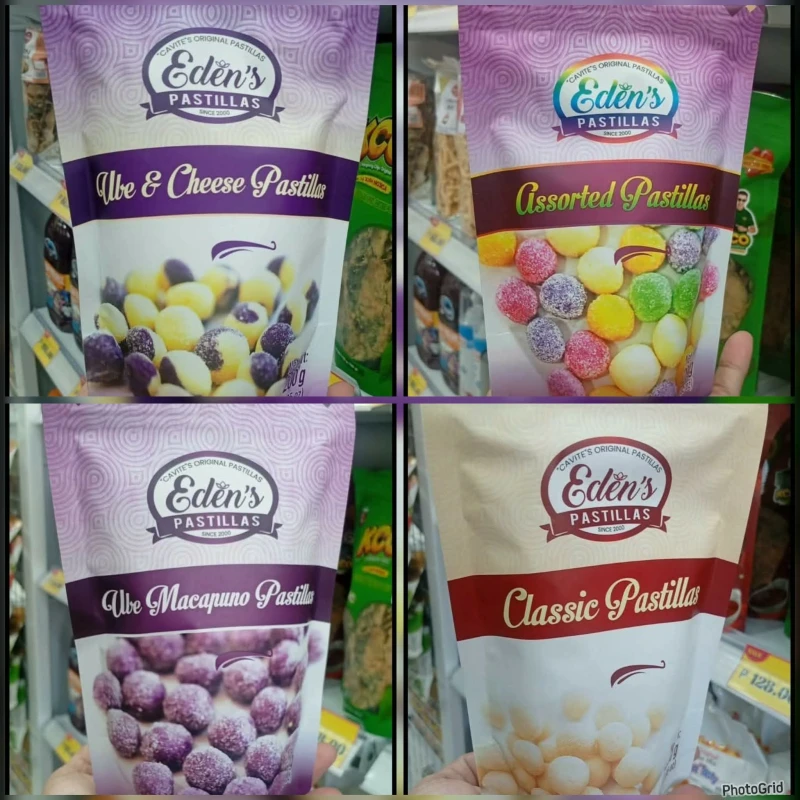 CAVITE'S ORIGINAL PASTILLAS
Eden's
PASTILLAS
SINCE 2000
Ube & Cheese Pastillas
CAVITE'S ORIGINAL PASTILLAS
Eden's
PASTILLAS
SINCE 2000
Assorted Pastillas
CAVITE'S ORIGINAL PASTILLAS
Eden's
PASTILLAS
SINCE 2000
Ube Macapuno Pastillas
CAVITE'S ORIGINAL PASTILLAS
Eden's
PASTILLAS
SINCE 2000
Classic Pastillas
₱ 128.00
PhotoGrid